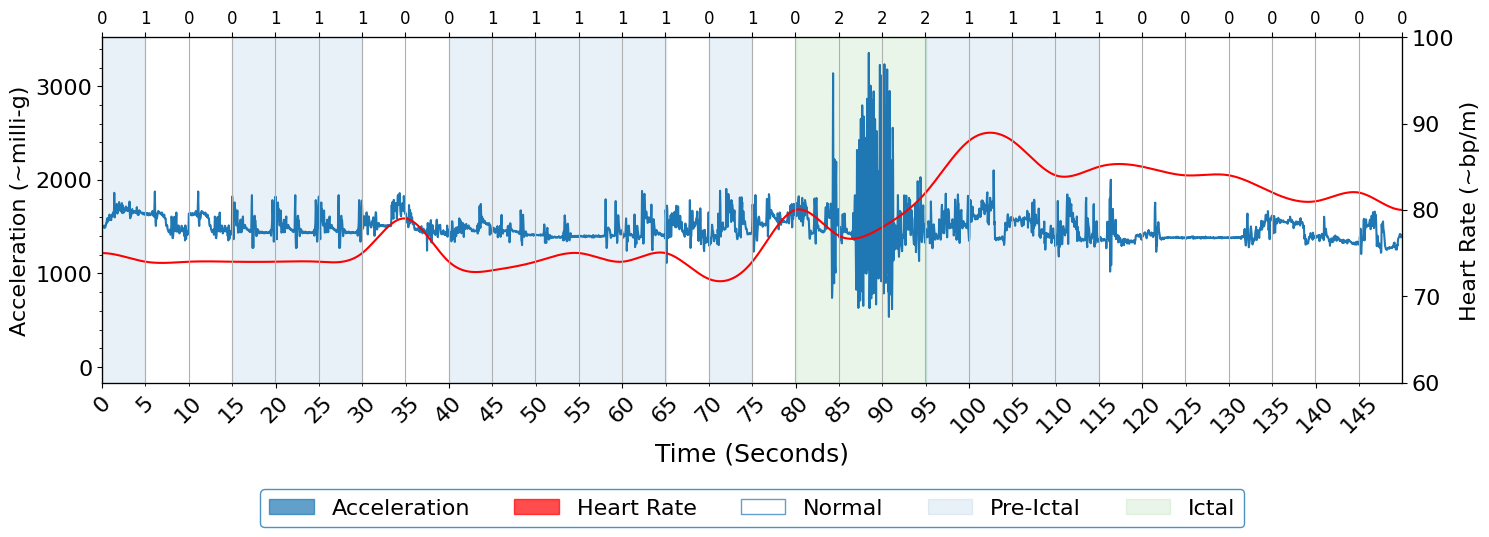 0 1 0 0 1 1 1 0 0 1 1 1 1 1 0 1 0 2 2 2 1 1 1 1 0 0 0 0 0 0 0
Acceleration (~milli-g)
3000
2000
1000
0
100
90
80
70
60
Heart Rate (~bp/m)
0 5 10 15 20 25 30 35 40 45 50 55 60 65 70 75 80 85 90 95 100 105 110 115 120 125 130 135 140 145
Time (Seconds)
Acceleration Heart Rate Normal Pre-Ictal Ictal